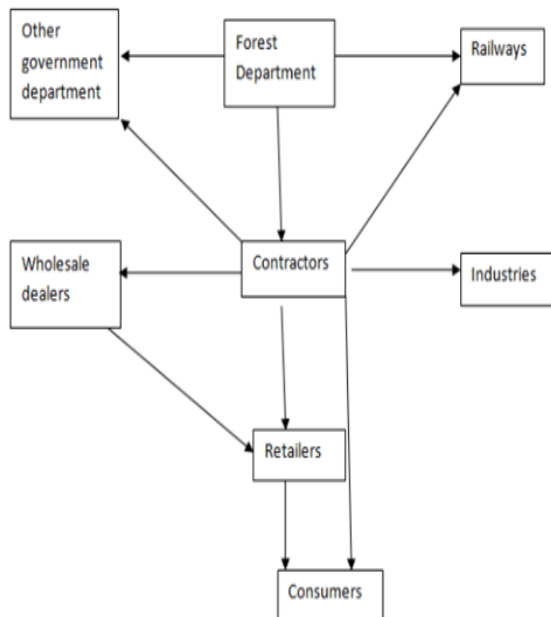 Other
government
department
Forest
Department
Railways
Wholesale
dealers
Contractors
Industries
Retailers
Consumers